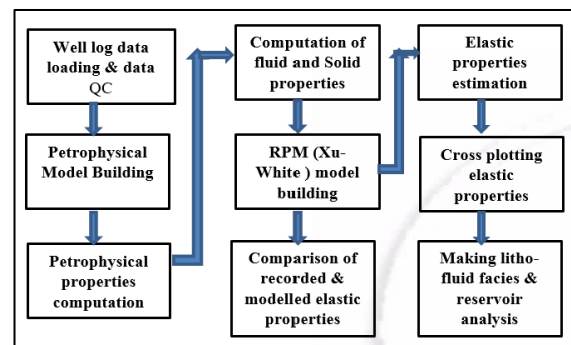 Well log data
loading & data
QC
Petrophysical
Model Building
Petrophysical
properties
computation
Computation of
fluid and Solid
properties
RPM (Xu-
White ) model
building
Comparison of
recorded &
modelled elastic
properties
Elastic
properties
estimation
Cross plotting
elastic
properties
Making litho-
fluid facies &
reservoir
analysis